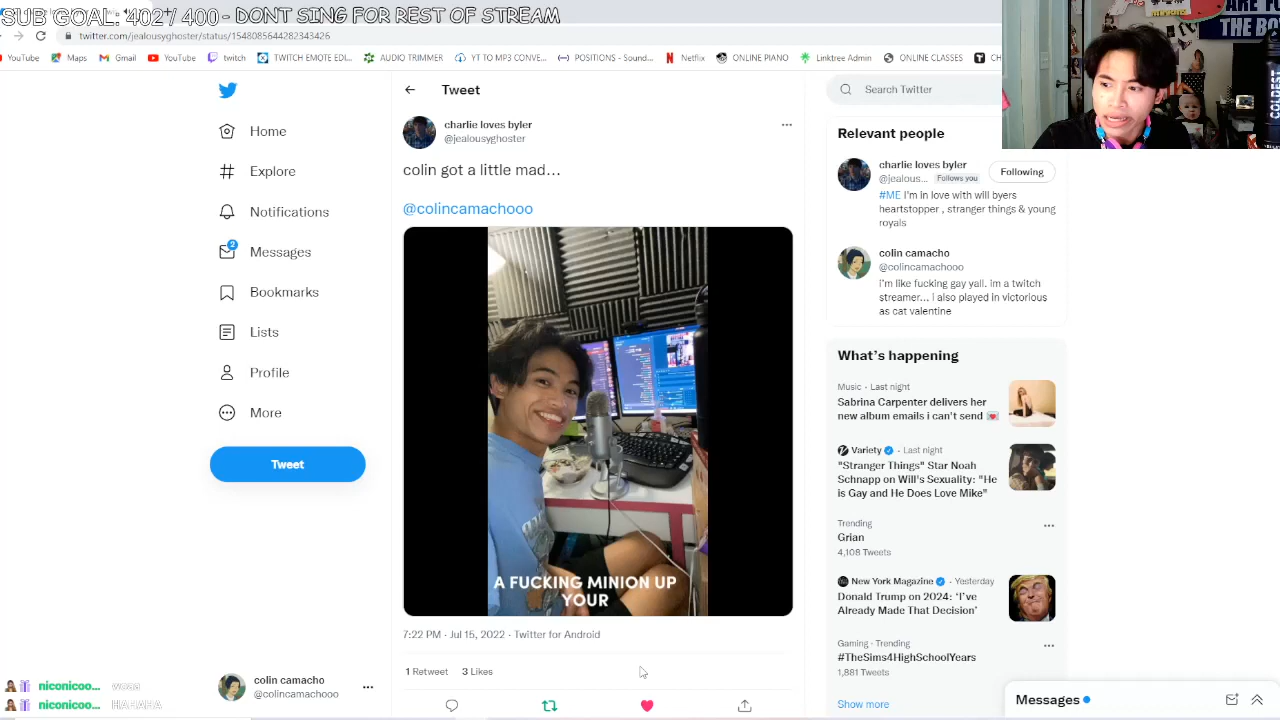 SUB GOAL: 402 / 400 - DONT SING FOR REST OF STREAM
twitter.com/jealousyghoster/status/1548085644282343426
YouTube
Maps
Gmail
YouTube
twitch
TWITCH EMOTE EDI...
AUDIO TRIMMER
YT TO MP3 CONVE...
POSITIONS - Soun...
Netflix
ONLINE PIANO
Linktree Admin
ONLINE CLASSES
CH
ARE
COLDEST
Home
Explore
Notifications
2
Messages
Bookmarks
Lists
Profile
More
Tweet
colin camacho
@colincamachooo
niconicoo...
niconicoo... HAHAHA
Tweet
charlie loves byler
@jealousyghoster
colin got a little mad...
@colincamachooo
A FUCKING MINION UP
YOUR
7:22 PM · Jul 15, 2022 · Twitter for Android
1 Retweet 3 Likes
Search Twitter
Relevant people
charlie loves byler
@jealous... Follows you
Following
#ME I'm in love with will byers
heartstopper , stranger things & young
royals
colin camacho
@colincamachooo
i'm like fucking gay yall. im a twitch
streamer... i also played in victorious
as cat valentine
What's happening
Music · Last night
Sabrina Carpenter delivers her
new album emails i can't send 💌
Variety · Last night
"Stranger Things" Star Noah
Schnapp on Will's Sexuality: "He
is Gay and He Does Love Mike"
Trending
Grian
4,108 Tweets
New York Magazine · Yesterday
Donald Trump on 2024: 'I've
Already Made That Decision'
Gaming · Trending
#TheSims4HighSchoolYears
1,881 Tweets
Show more
Messages